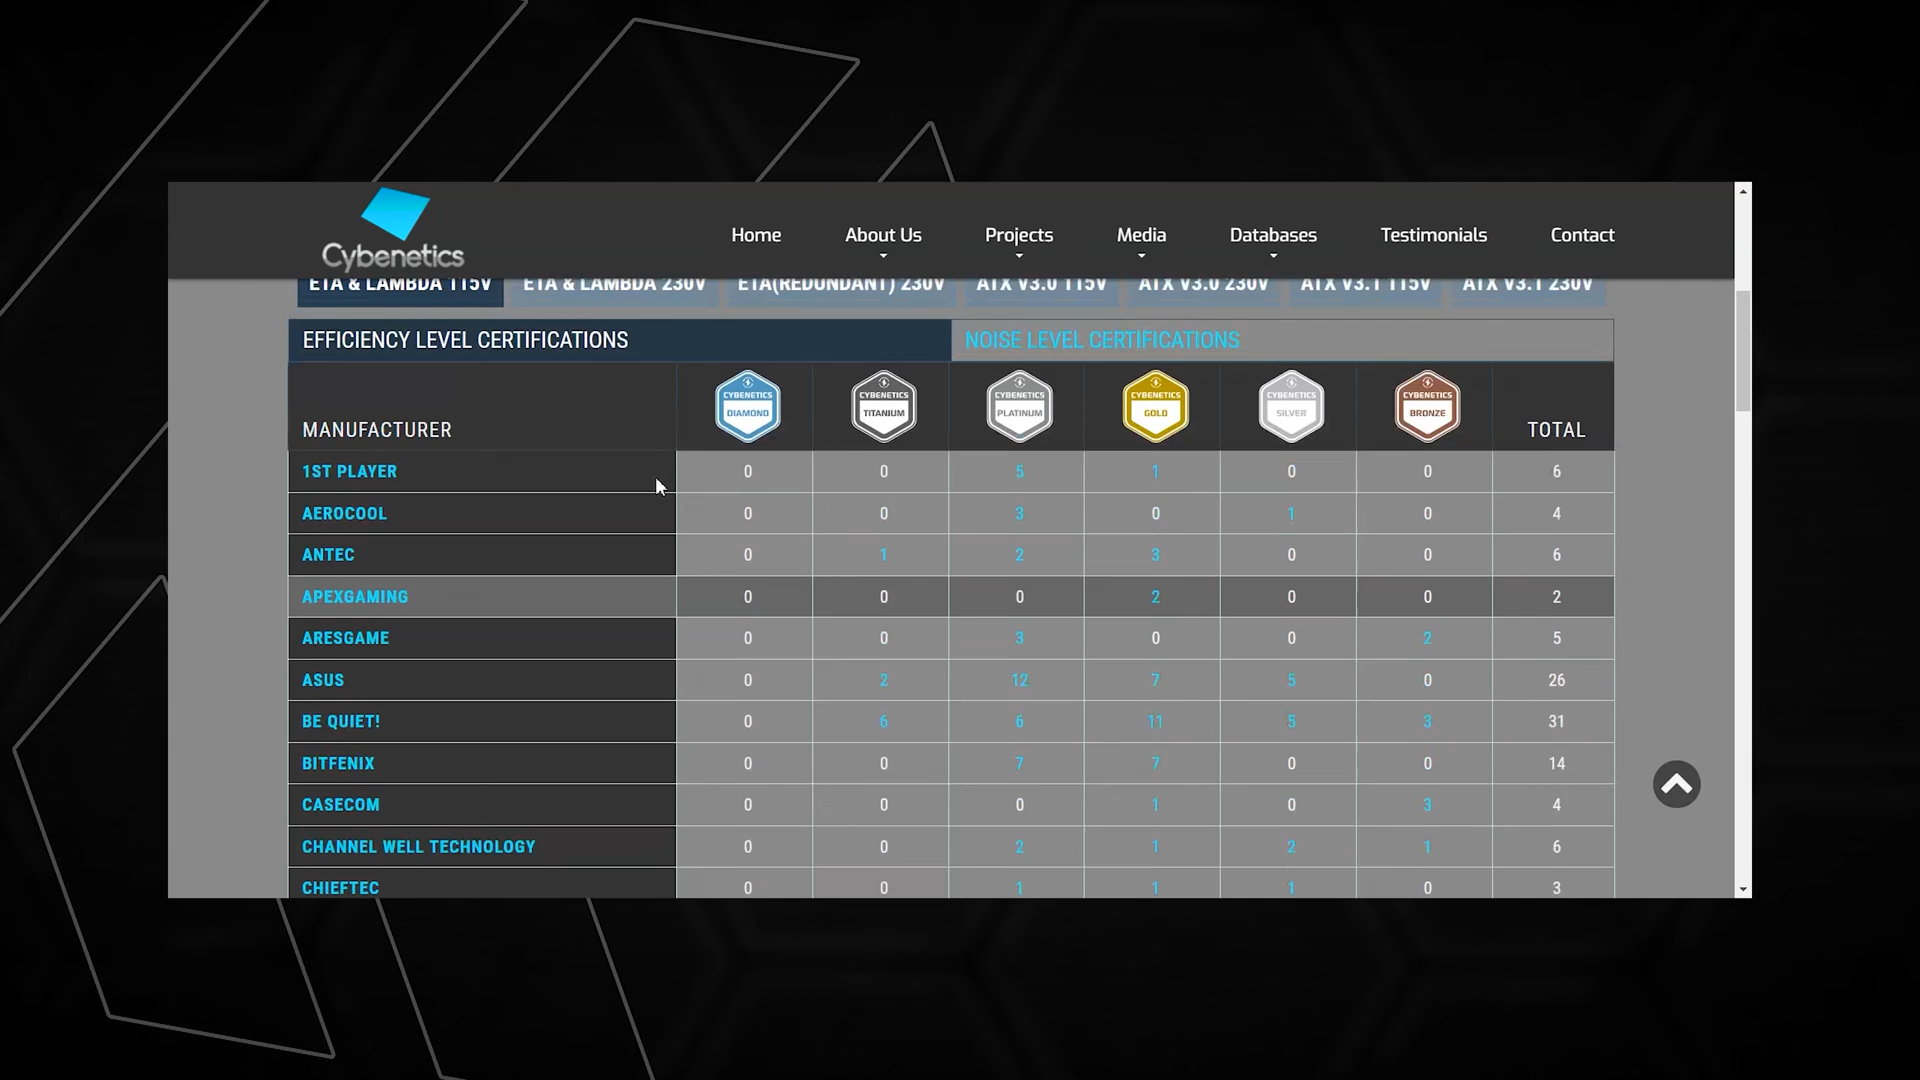 Cybenetics
Home About Us Projects Media Databases Testimonials Contact
ETA & LAMBDA 115V ETA & LAMBDA 230V ETA(REDUNDANT) 230V ATX V3.0 115V ATX V3.0 230V ATX V3.1 115V ATX V3.1 230V
EFFICIENCY LEVEL CERTIFICATIONS NOISE LEVEL CERTIFICATIONS
CYBENETICS CYBENETICS CYBENETICS CYBENETICS CYBENETICS CYBENETICS
DIAMOND TITANIUM PLATINUM GOLD SILVER BRONZE
MANUFACTURER TOTAL
1ST PLAYER 0 0 5 1 0 0 6
AEROCOOL 0 0 3 0 1 0 4
ANTEC 0 1 2 3 0 0 6
APEXGAMING 0 0 0 2 0 0 2
ARESGAME 0 0 3 0 0 2 5
ASUS 0 2 12 7 5 0 26
BE QUIET! 0 6 6 11 5 3 31
BITFENIX 0 0 7 7 0 0 14
CASECOM 0 0 0 1 0 3 4
CHANNEL WELL TECHNOLOGY 0 0 2 1 2 1 6
CHIEFTEC 0 0 1 1 1 0 3